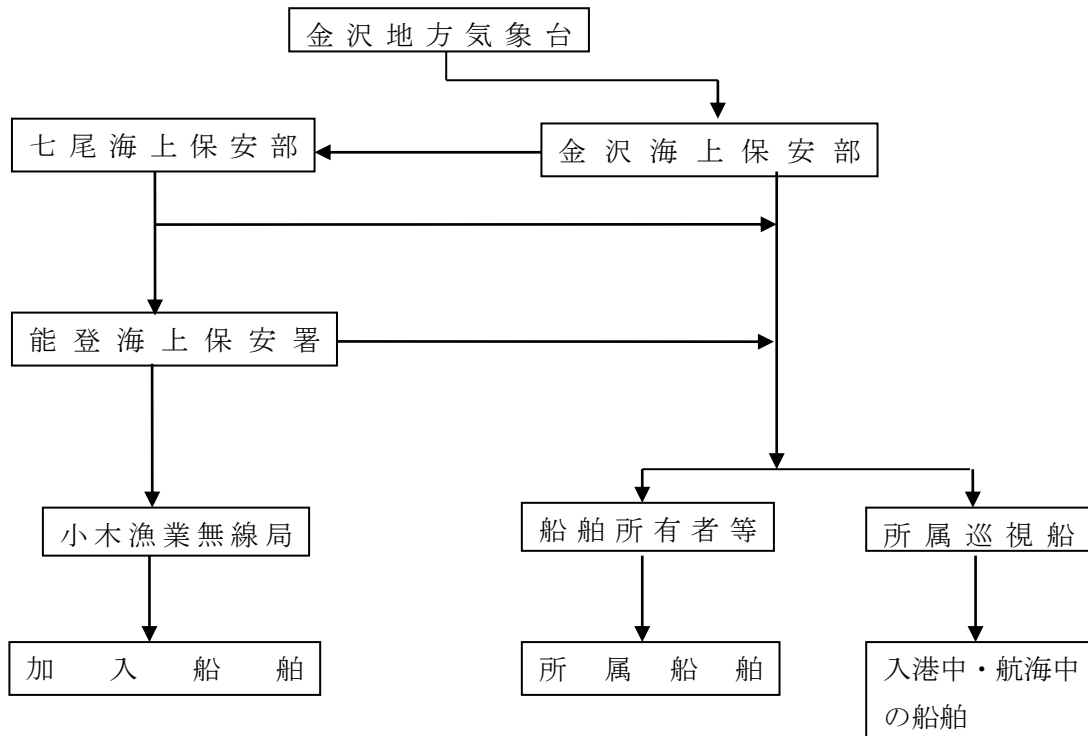 金沢地方気象台
七尾海上保安部
金沢海上保安部
能登海上保安署
小木漁業無線局
船舶所有者等
所属巡視船
加入船舶
所属船舶
入港中・航海中
の船舶